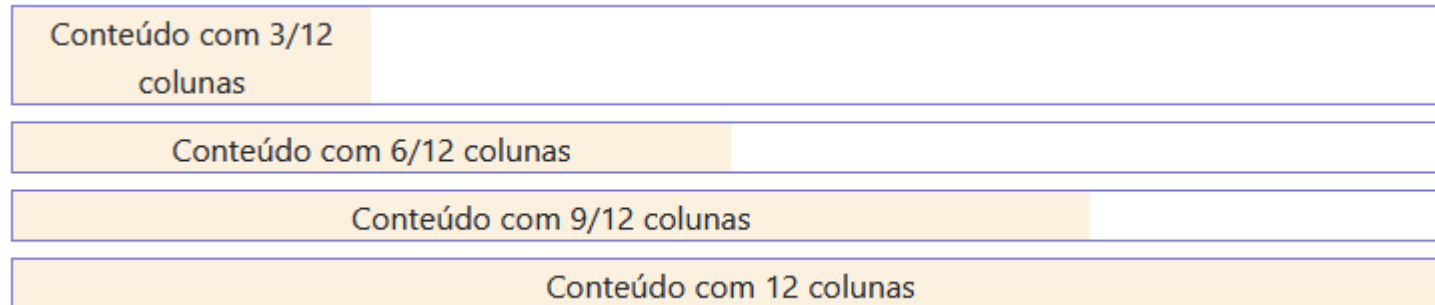 Conteúdo com 3/12
colunas
Conteúdo com 6/12 colunas
Conteúdo com 9/12 colunas
Conteúdo com 12 colunas